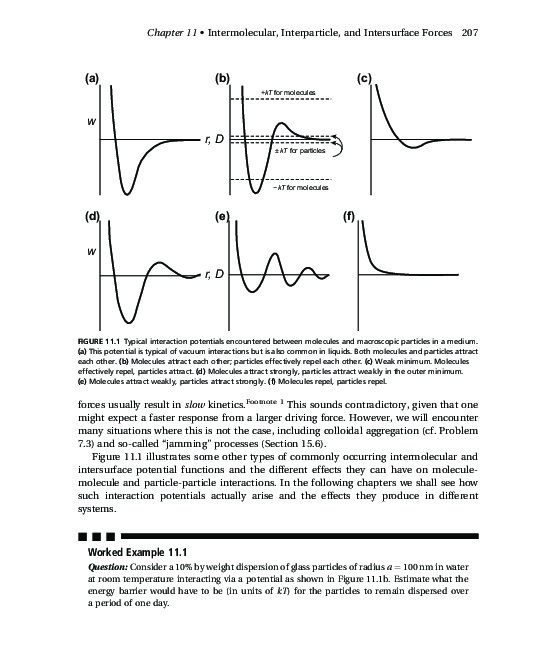 Chapter 11 • Intermolecular, Interparticle, and Intersurface Forces 207
(a)
(b)
(c)
w
r, D
+kT for molecules
±kT for particles
−kT for molecules
(d)
(e)
(f)
w
r, D
FIGURE 11.1 Typical interaction potentials encountered between molecules and macroscopic particles in a medium.
(a) This potential is typical of vacuum interactions but is also common in liquids. Both molecules and particles attract
each other. (b) Molecules attract each other; particles effectively repel each other. (c) Weak minimum. Molecules
effectively repel, particles attract. (d) Molecules attract strongly, particles attract weakly in the outer minimum.
(e) Molecules attract weakly, particles attract strongly. (f) Molecules repel, particles repel.
forces usually result in slow kinetics.Footnote 1 This sounds contradictory, given that one
might expect a faster response from a larger driving force. However, we will encounter
many situations where this is not the case, including colloidal aggregation (cf. Problem
7.3) and so-called “jamming” processes (Section 15.6).
Figure 11.1 illustrates some other types of commonly occurring intermolecular and
intersurface potential functions and the different effects they can have on molecule-
molecule and particle-particle interactions. In the following chapters we shall see how
such interaction potentials actually arise and the effects they produce in different
systems.
Worked Example 11.1
Question: Consider a 10% by weight dispersion of glass particles of radius a = 100 nm in water
at room temperature interacting via a potential as shown in Figure 11.1b. Estimate what the
energy barrier would have to be (in units of kT) for the particles to remain dispersed over
a period of one day.